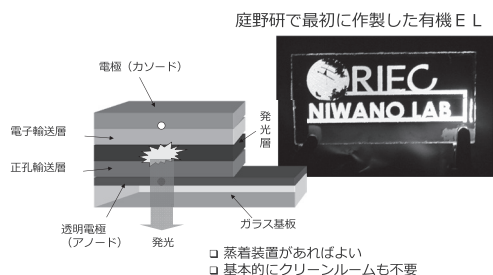 庭野研で最初に作製した有機ＥＬ
電極（カソード）
電子輸送層
正孔輸送層
発光層
透明電極
（アノード）
発光
ガラス基板
RIEC
NIWANO LAB
❑ 蒸着装置があればよい
❑ 基本的にクリーンルームも不要